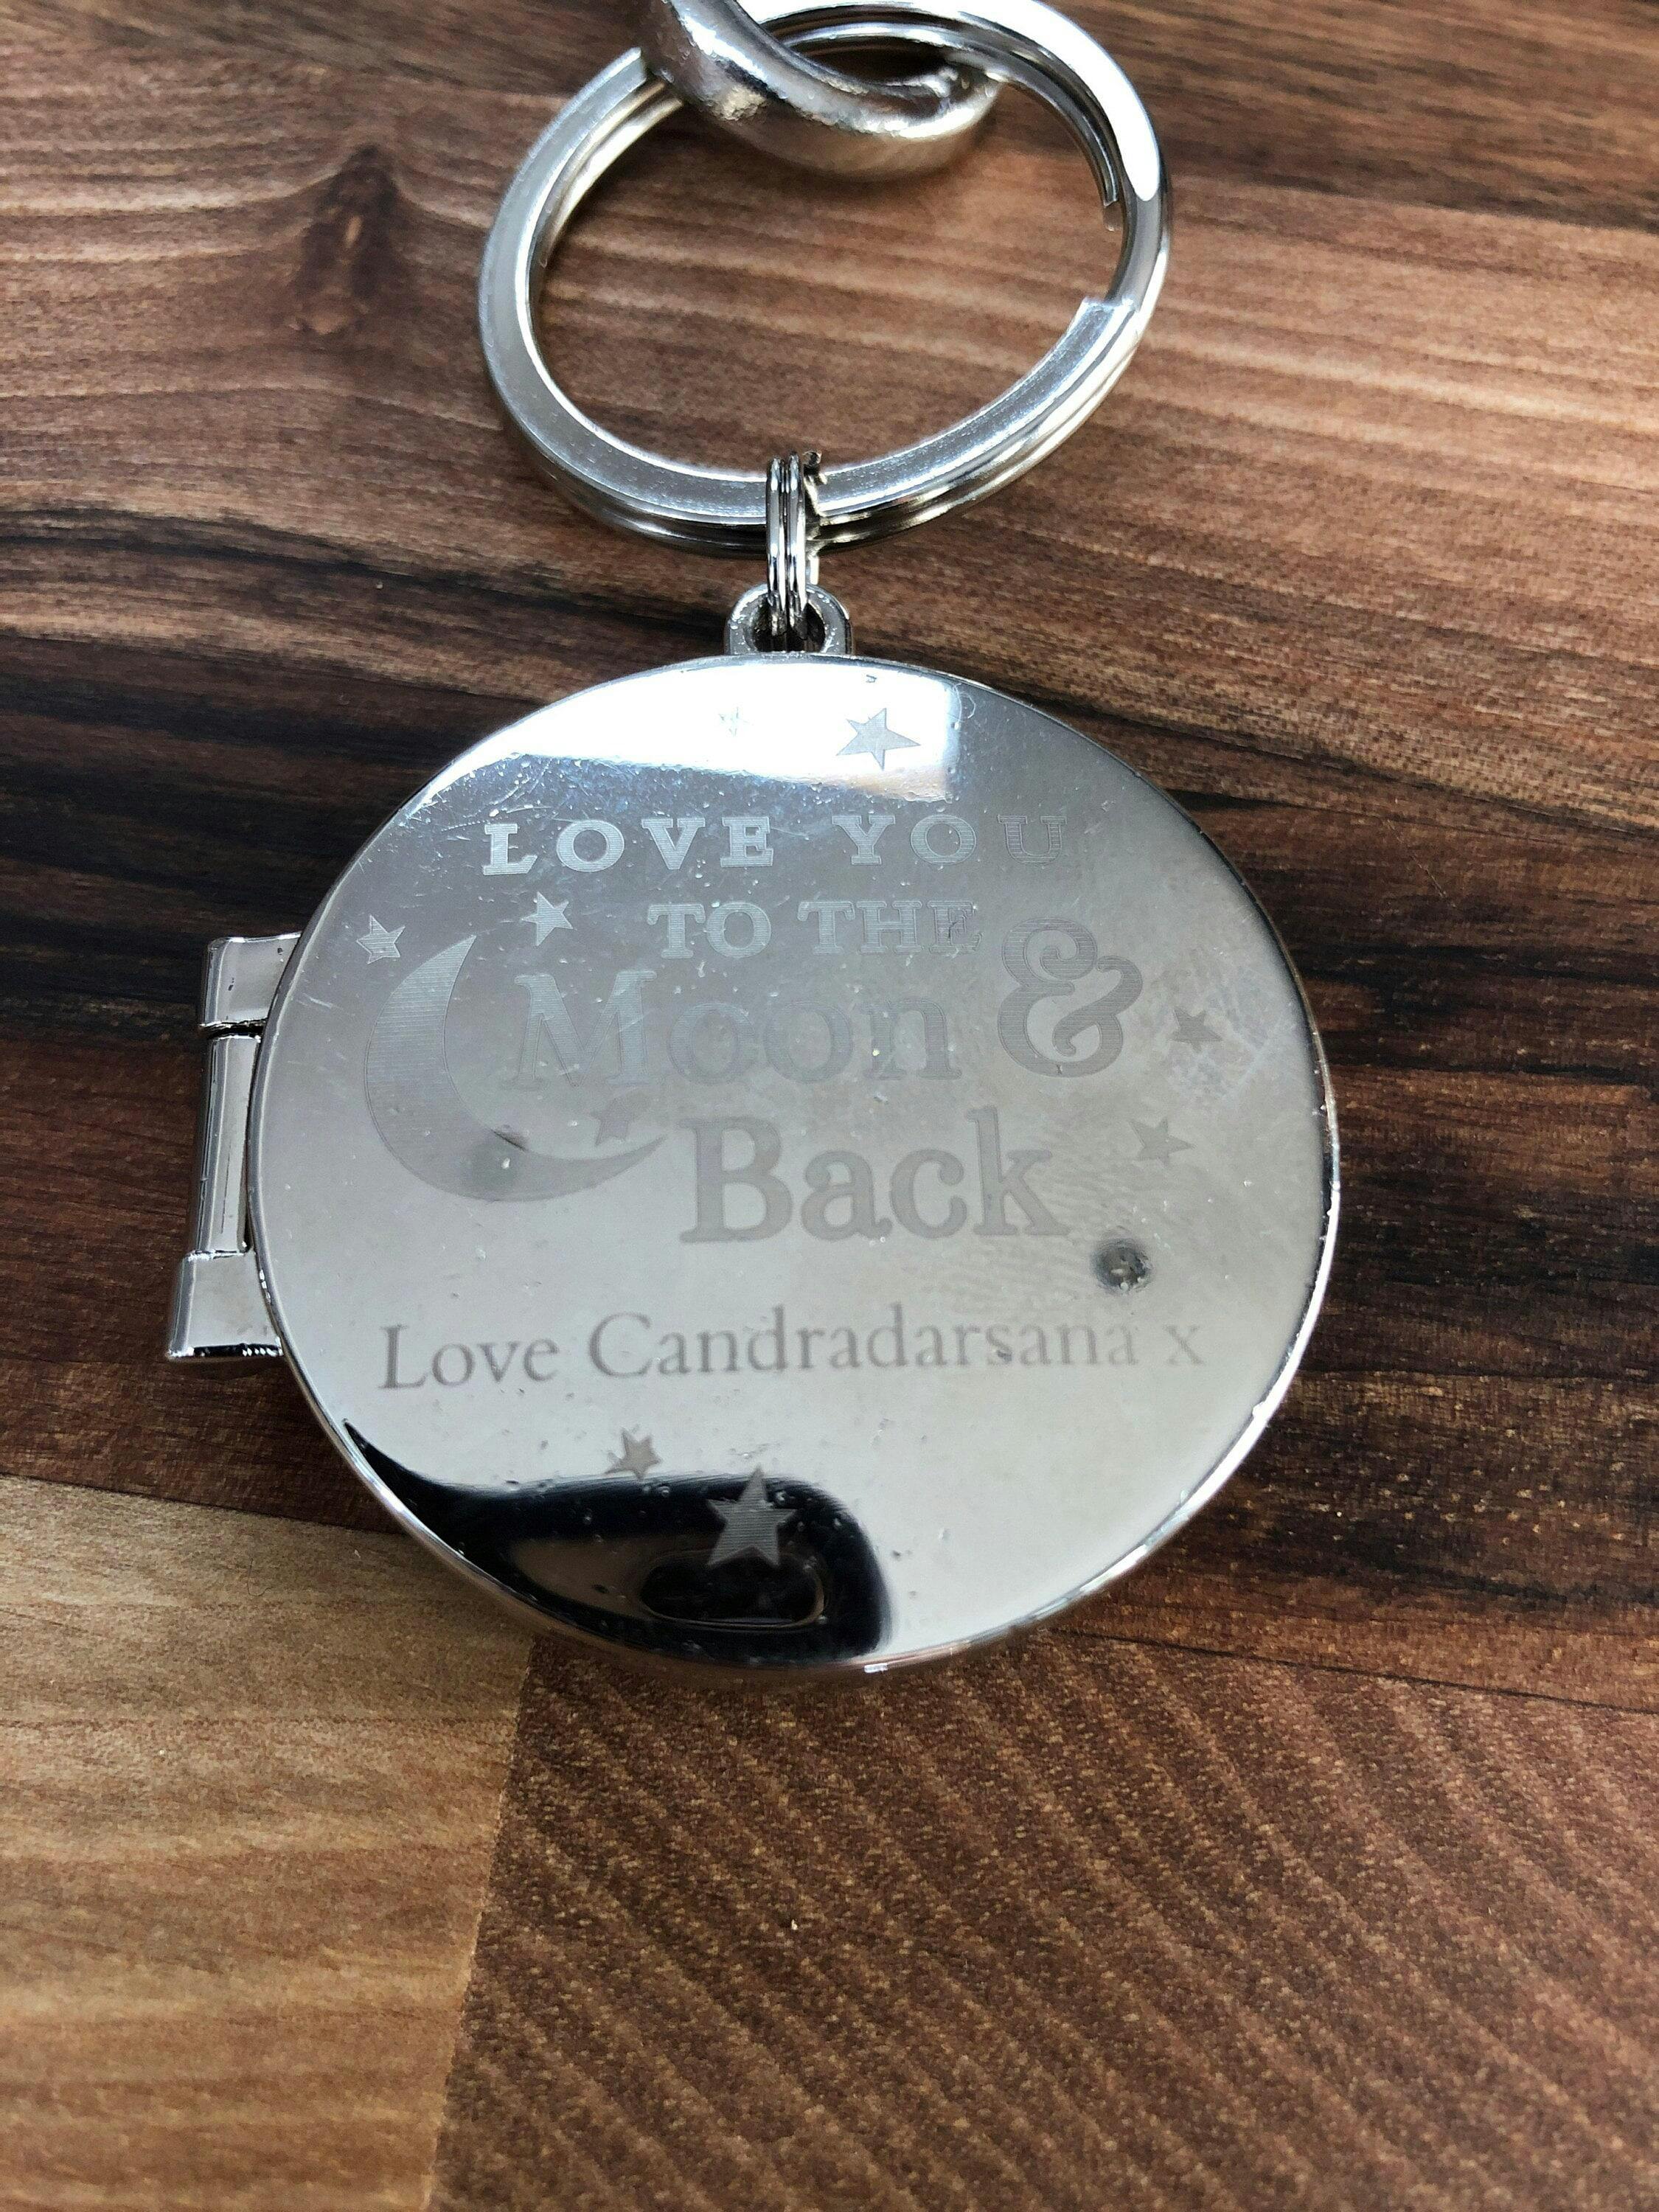 LOVE YOU
TO THE
Moon &
Back
Love Candradarsana x